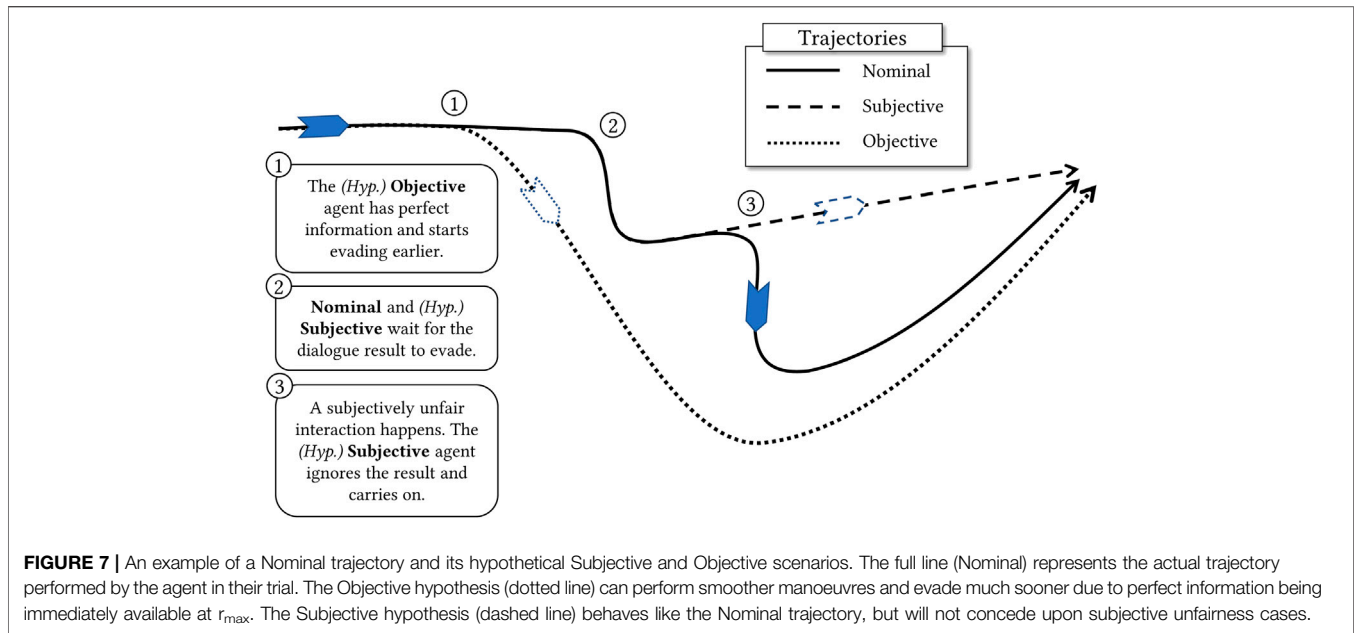 Trajectories
Nominal
Subjective
Objective
1
2
3
1
The (Hyp.) Objective
agent has perfect
information and starts
evading earlier.
2
Nominal and (Hyp.)
Subjective wait for the
dialogue result to evade.
3
A subjectively unfair
interaction happens. The
(Hyp.) Subjective agent
ignores the result and
carries on.
FIGURE 7 | An example of a Nominal trajectory and its hypothetical Subjective and Objective scenarios. The full line (Nominal) represents the actual trajectory
performed by the agent in their trial. The Objective hypothesis (dotted line) can perform smoother manoeuvres and evade much sooner due to perfect information being
immediately available at rmax. The Subjective hypothesis (dashed line) behaves like the Nominal trajectory, but will not concede upon subjective unfairness cases.